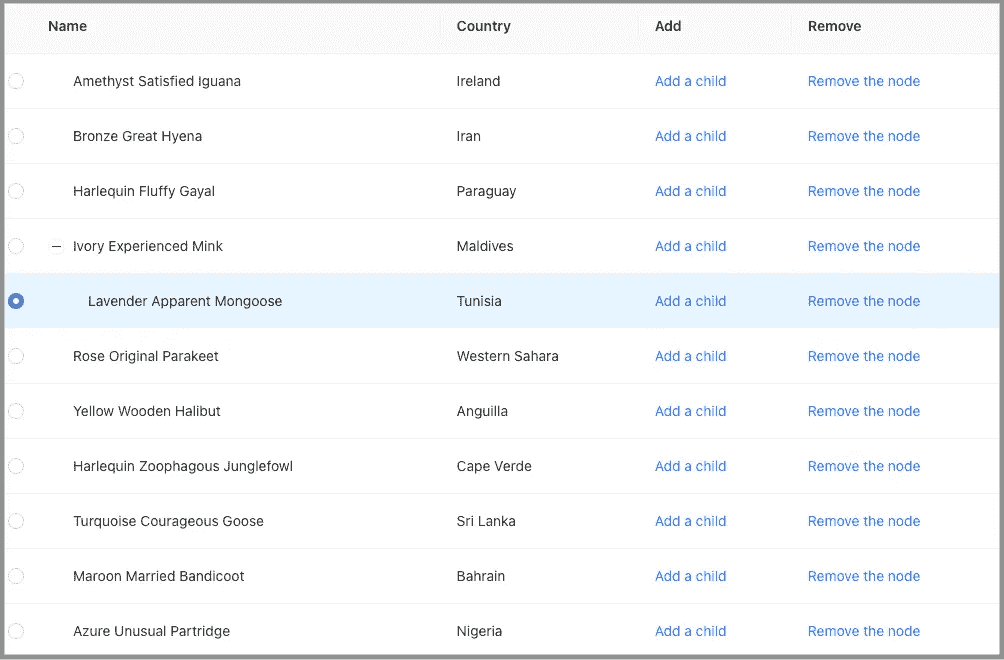 Name Country Add Remove
Amethyst Satisfied Iguana Ireland Add a child Remove the node
Bronze Great Hyena Iran Add a child Remove the node
Harlequin Fluffy Gayal Paraguay Add a child Remove the node
Ivory Experienced Mink Maldives Add a child Remove the node
Lavender Apparent Mongoose Tunisia Add a child Remove the node
Rose Original Parakeet Western Sahara Add a child Remove the node
Yellow Wooden Halibut Anguilla Add a child Remove the node
Harlequin Zoophagous Junglefowl Cape Verde Add a child Remove the node
Turquoise Courageous Goose Sri Lanka Add a child Remove the node
Maroon Married Bandicoot Bahrain Add a child Remove the node
Azure Unusual Partridge Nigeria Add a child Remove the node